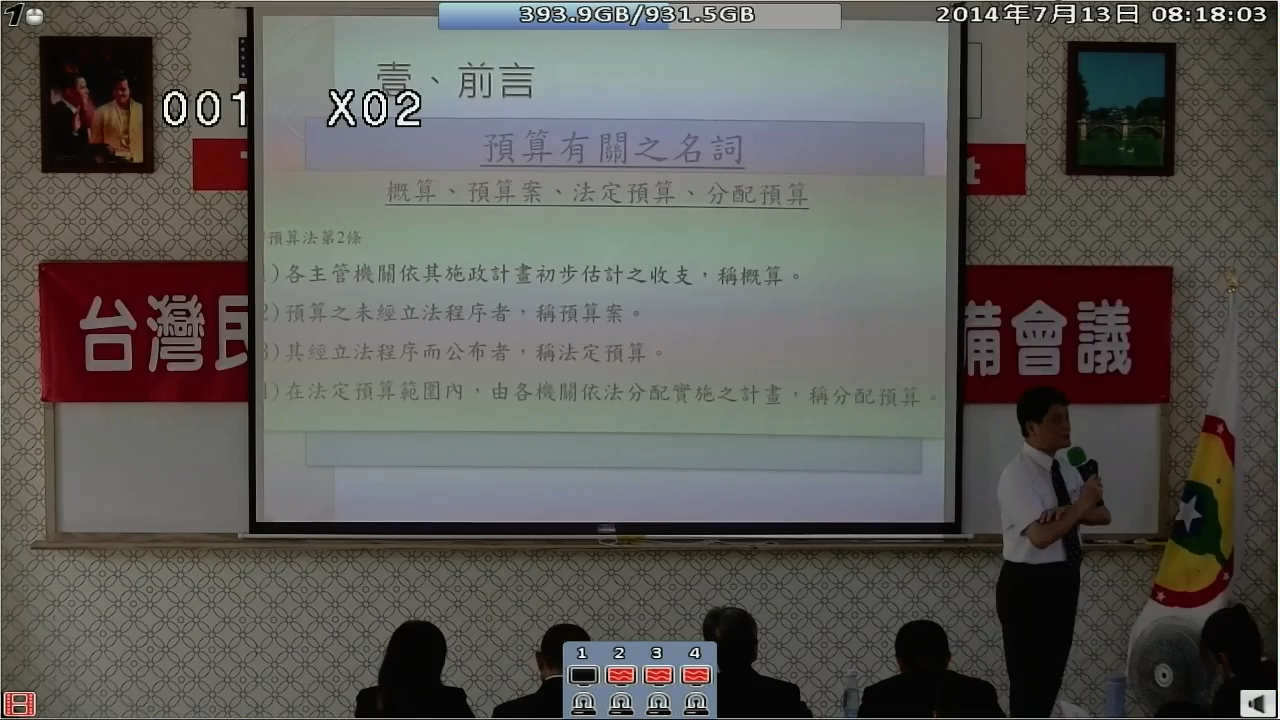 1
393.9GB/931.5GB
2014年7月13日 08:18:03
001 X02
壹、前言
預算有關之名詞
概算、預算案、法定預算、分配預算
預算法第2條
)各主管機關依其施政計畫初步估計之收支，稱概算。
2)預算之未經立法程序者，稱預算案。
3)其經立法程序而公布者，稱法定預算。
)在法定預算範圍內，由各機關依法分配實施之計畫，稱分配預算。
t
台灣民
備會議
1 2 3 4